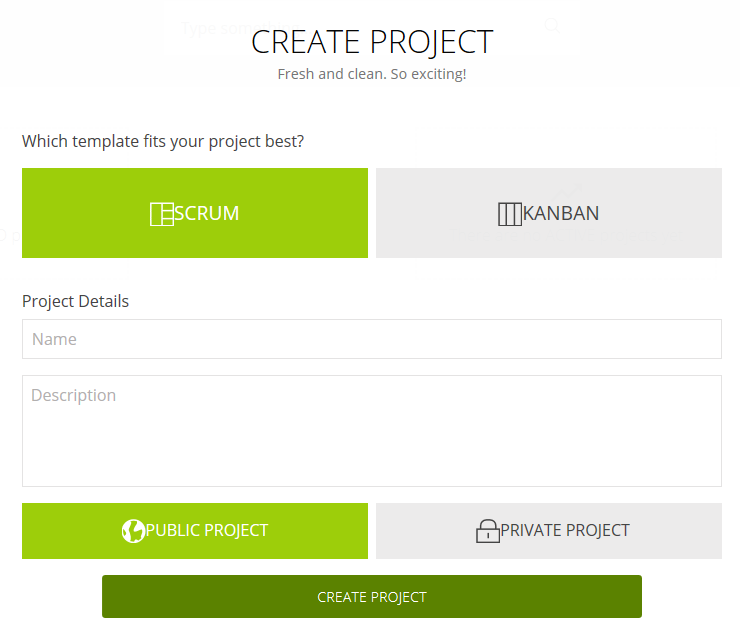 CREATE PROJECT
Fresh and clean. So exciting!
Which template fits your project best?
SCRUM
KANBAN
Project Details
Name
Description
PUBLIC PROJECT
PRIVATE PROJECT
CREATE PROJECT